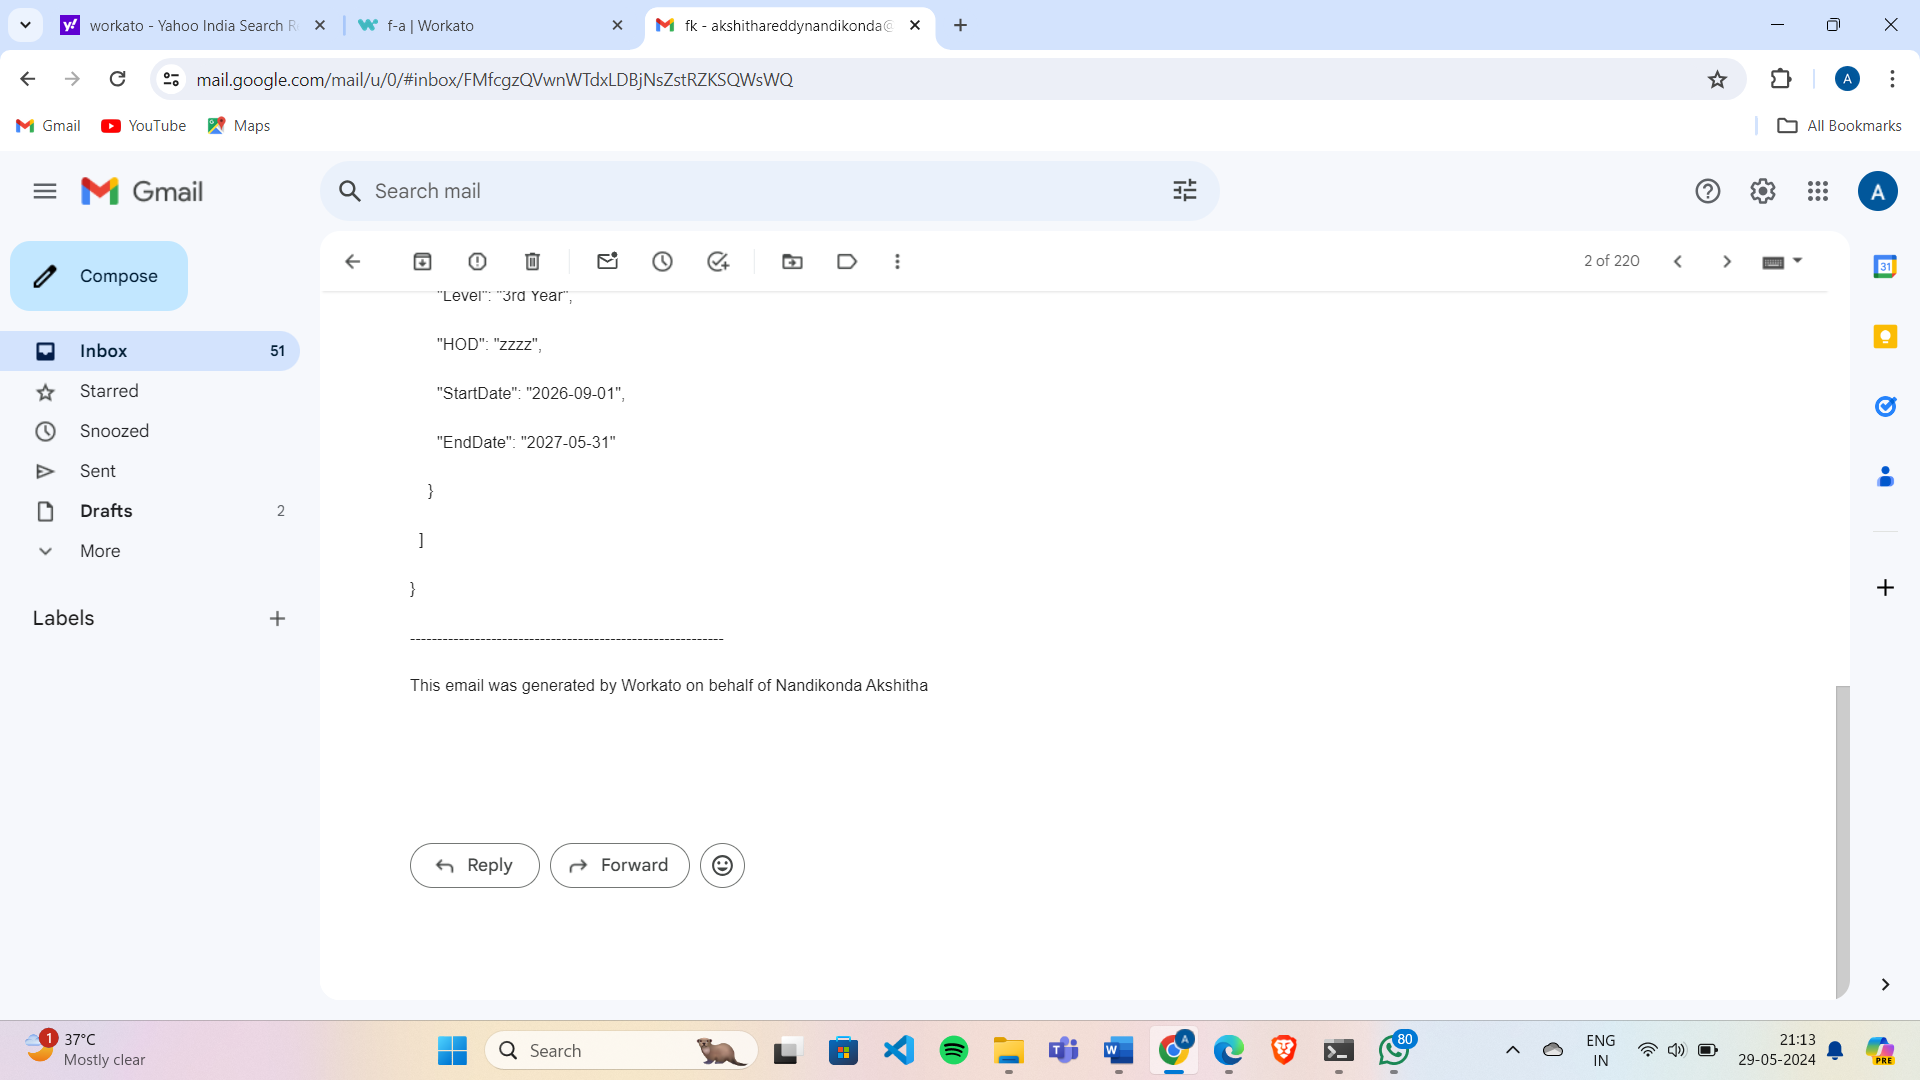 workato - Yahoo India Search R
f-a | Workato
fk - akshithareddynandikonda@
mail.google.com/mail/u/0/#inbox/FMfcgzQVwnWTdxLDBjNsZstRZKSQWsWQ
A
Gmail
YouTube
Maps
All Bookmarks
Gmail
Search mail
A
Compose
2 of 220
31
Inbox 51
Starred
Snoozed
Sent
Drafts 2
More
Labels
"Level": "3rd Year",
"HOD": "zzzz",
"StartDate": "2026-09-01",
"EndDate": "2027-05-31"
}
]
}
----------------------------------------------------------
This email was generated by Workato on behalf of Nandikonda Akshitha
Reply
Forward
1
37°C
Mostly clear
Search
A
80
ENG
IN
21:13
29-05-2024
PRE